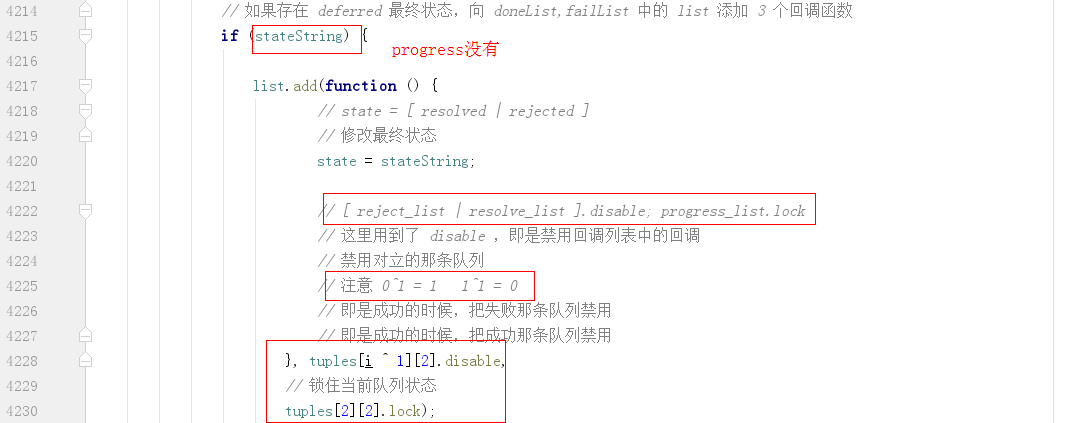 4214 // 如果存在 deferred 最终状态，向 doneList,failList 中的 list 添加 3 个回调函数
4215 if (stateString) {
progress没有
4216
4217 list.add(function () {
4218 // state = [ resolved | rejected ]
4219 // 修改最终状态
4220 state = stateString;
4221
4222 // [ reject_list | resolve_list ].disable; progress_list.lock
4223 // 这里用到了 disable ，即是禁用回调列表中的回调
4224 // 禁用对立的那条队列
4225 // 注意 0^1 = 1 1^1 = 0
4226 // 即是成功的时候，把失败那条队列禁用
4227 // 即是成功的时候，把成功那条队列禁用
4228 }, tuples[i ^ 1][2].disable,
4229 // 锁住当前队列状态
4230 tuples[2][2].lock);